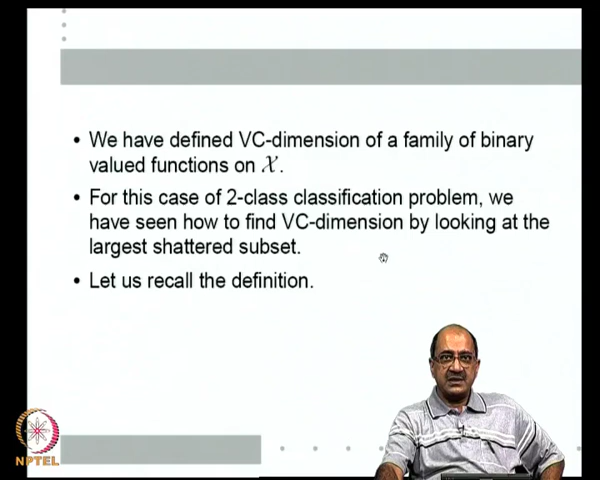 • We have defined VC-dimension of a family of binary
valued functions on 𝒳.
• For this case of 2-class classification problem, we
have seen how to find VC-dimension by looking at the
largest shattered subset.
• Let us recall the definition.
NPTEL